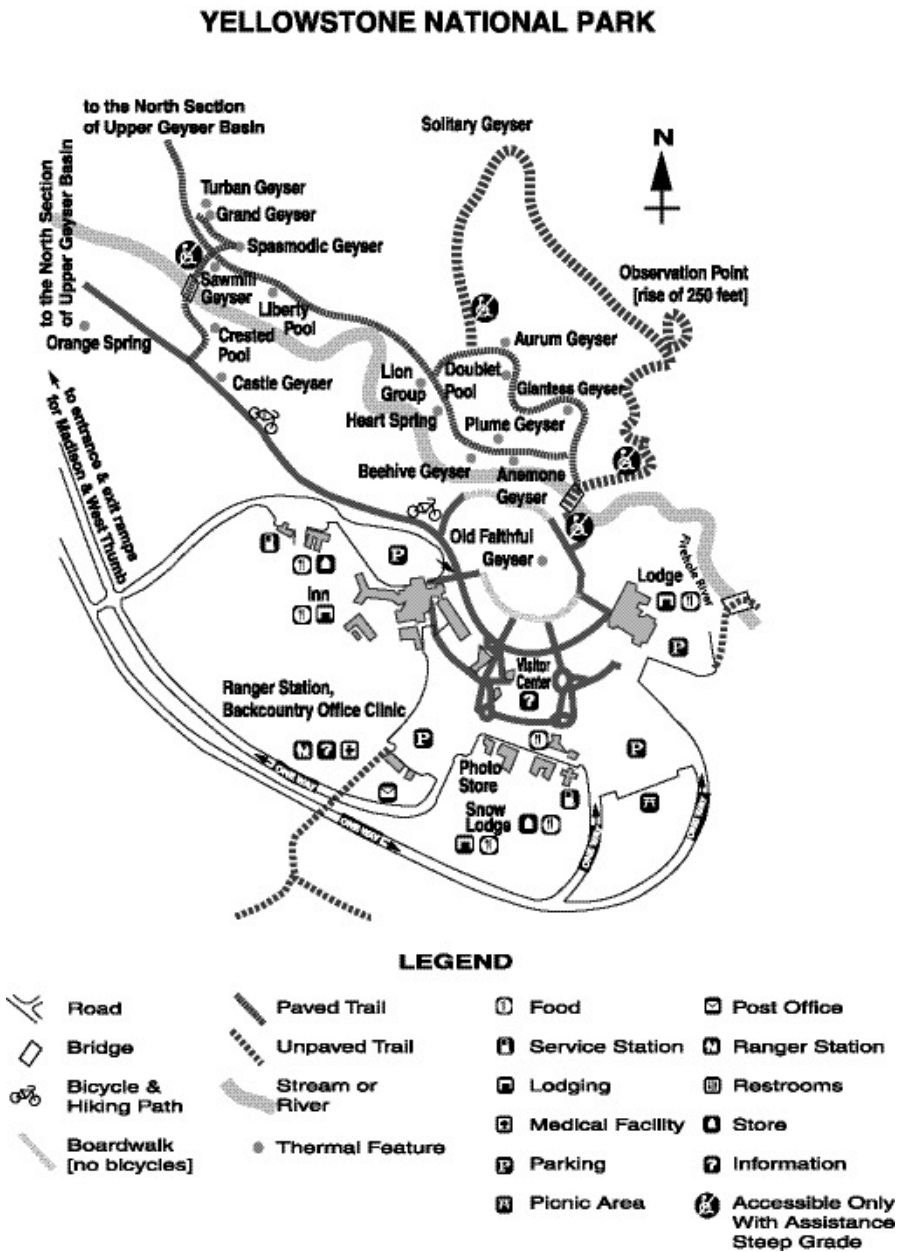 YELLOWSTONE NATIONAL PARK
to the North Section
of Upper Geyser Basin
Solitary Geyser
N
to the North Section
of Upper Geyser Basin
Turban Geyser
Grand Geyser
Spasmodic Geyser
Sawmill
Geyser
Liberty
Pool
Observation Point
[rise of 250 feet]
Orange Spring
Crested
Pool
Castle Geyser
Aurum Geyser
Lion
Group
Doublet
Pool
Giantess Geyser
Heart Spring
Plume Geyser
Beehive Geyser
Anemone
Geyser
to entrance & exit ramps
for Madison & West Thumb
Old Faithful
Geyser
Firehole River
Lodge
P
Inn
P
Visitor
Center
?
Ranger Station,
Backcountry Office Clinic
?
P
P
Photo
Store
Snow
Lodge
ONE WAY
ONE WAY
ONE WAY
ONE WAY
LEGEND
Road
Bridge
Bicycle &
Hiking Path
Boardwalk
[no bicycles]
Paved Trail
Unpaved Trail
Stream or
River
Thermal Feature
Food
Service Station
Lodging
Medical Facility
P Parking
Picnic Area
Post Office
Ranger Station
Restrooms
Store
? Information
Accessible Only
With Assistance
Steep Grade